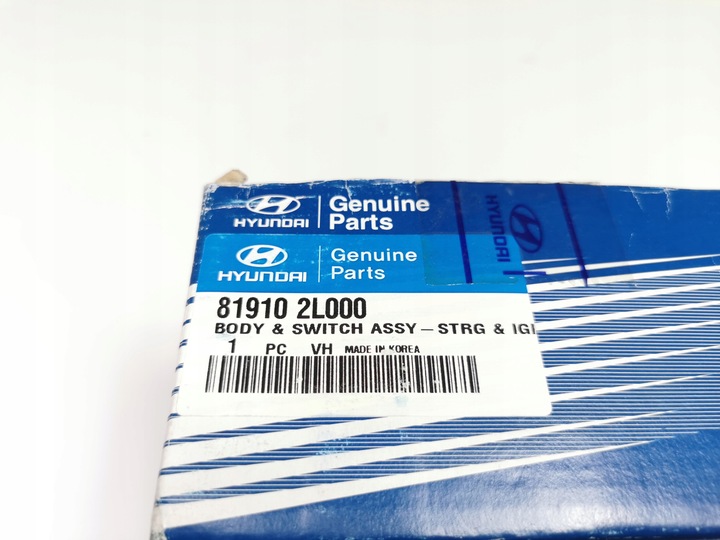 HYUNDAI Genuine Parts
HYUNDAI Genuine Parts
HYUNDAI
81910 2L000
BODY & SWITCH ASSY-STRG & IGI
1 PC VH MADE IN KOREA